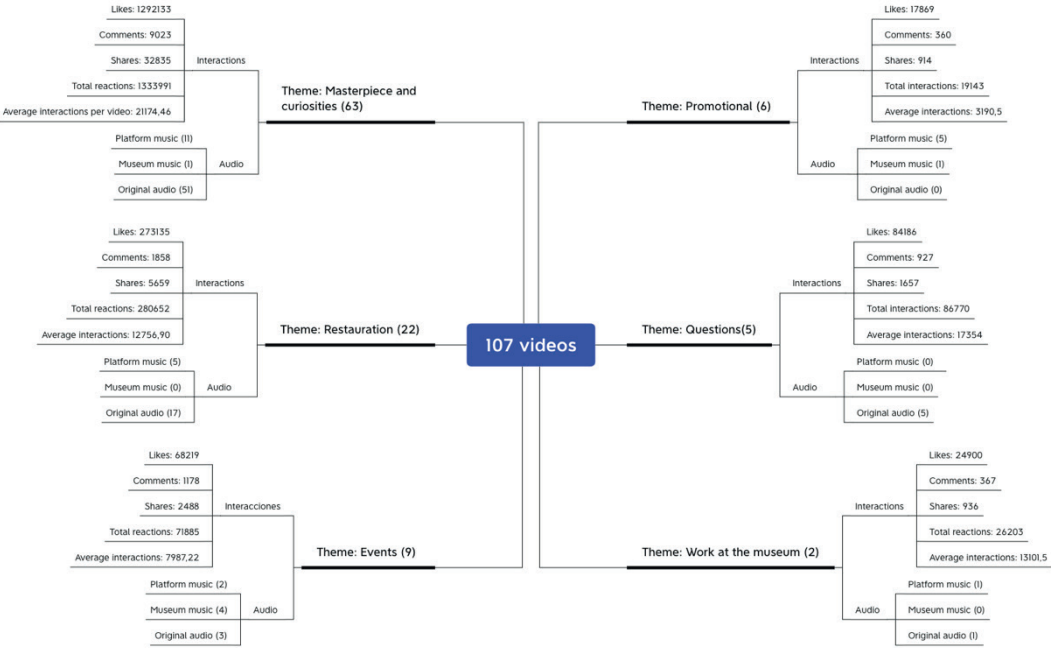 Likes: 1292133
Comments: 9023
Shares: 32835
Total reactions: 1333991
Average interactions per video: 21174,46
Interactions
Theme: Masterpiece and
curiosities (63)
Platform music (11)
Museum music (1)
Original audio (51)
Audio
Likes: 273135
Comments: 1858
Shares: 5659
Total reactions: 280652
Average interactions: 12756,90
Interactions
Theme: Restauration (22)
Platform music (5)
Museum music (0)
Original audio (17)
Audio
Likes: 68219
Comments: 1178
Shares: 2488
Total reactions: 71885
Average interactions: 7987,22
Interacciones
Theme: Events (9)
Platform music (2)
Museum music (4)
Original audio (3)
Audio
107 videos
Theme: Promotional (6)
Interactions
Likes: 17869
Comments: 360
Shares: 914
Total interactions: 19143
Average interactions: 3190,5
Audio
Platform music (5)
Museum music (1)
Original audio (0)
Theme: Questions(5)
Interactions
Likes: 84186
Comments: 927
Shares: 1657
Total interactions: 86770
Average interactions: 17354
Audio
Platform music (0)
Museum music (0)
Original audio (5)
Theme: Work at the museum (2)
Interactions
Likes: 24900
Comments: 367
Shares: 936
Total reactions: 26203
Average interactions: 13101,5
Audio
Platform music (1)
Museum music (0)
Original audio (1)